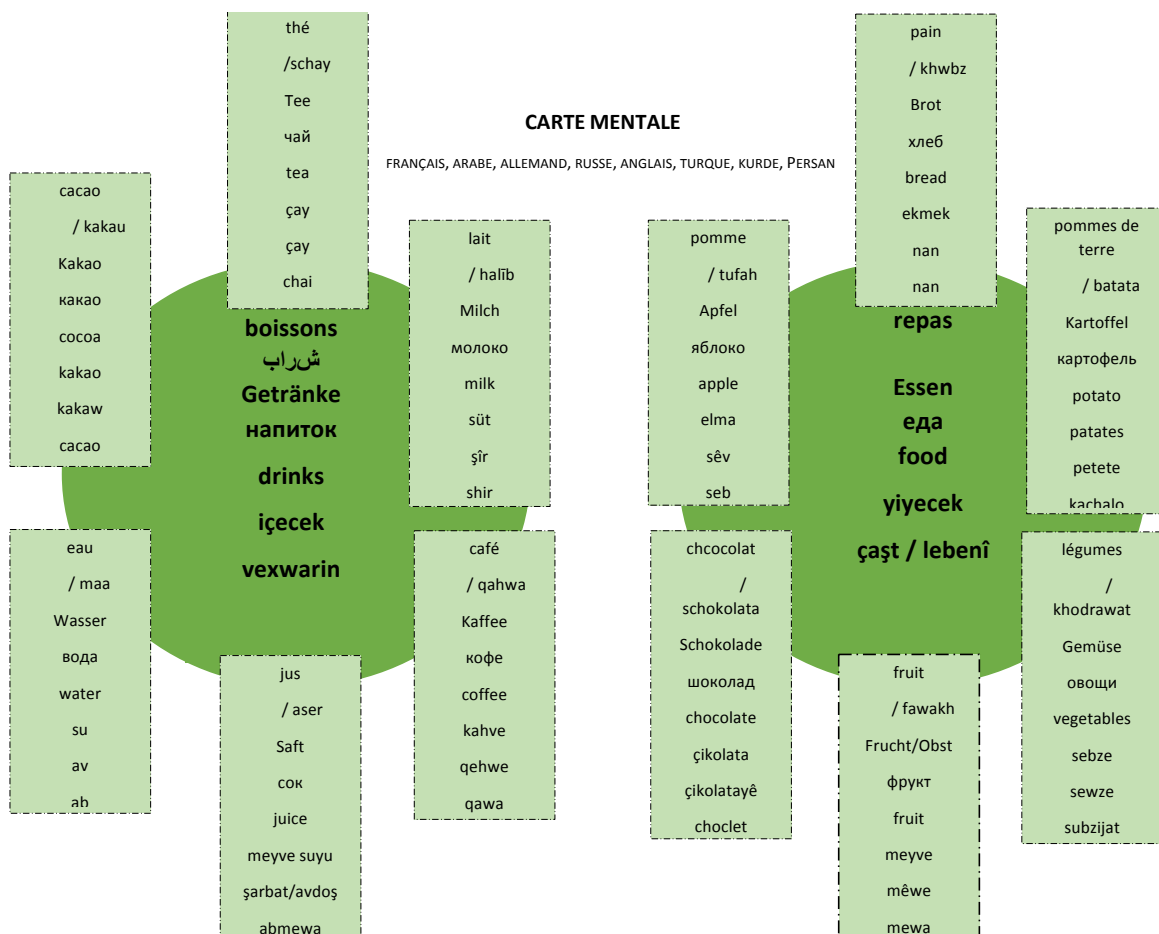 CARTE MENTALE
FRANÇAIS, ARABE, ALLEMAND, RUSSE, ANGLAIS, TURQUE, KURDE, PERSAN
thé
/schay
Tee
чай
tea
çay
çay
chai
cacao
/ kakau
Kakao
какао
cocoa
kakao
kakaw
cacao
lait
/ halīb
Milch
молоко
milk
süt
şîr
shir
boissons
شراب
Getränke
напиток
drinks
içecek
vexwarin
eau
/ maa
Wasser
вода
water
su
av
ab
café
/ qahwa
Kaffee
кофе
coffee
kahve
qehwe
qawa
jus
/ aser
Saft
сок
juice
meyve suyu
şarbat/avdoş
abmewa
pain
/ khwbz
Brot
хлеб
bread
ekmek
nan
nan
pomme
/ tufah
Apfel
яблоко
apple
elma
sêv
seb
pommes de
terre
/ batata
Kartoffel
картофель
potato
patates
petete
kachalo
repas
Essen
еда
food
yiyecek
çaşt / lebenî
chcocolat
/
schokolata
Schokolade
шоколад
chocolate
çikolata
çikolatayê
choclet
légumes
/
khodrawat
Gemüse
овощи
vegetables
sebze
sewze
subzijat
fruit
/ fawakh
Frucht/Obst
фрукт
fruit
meyve
mêwe
mewa